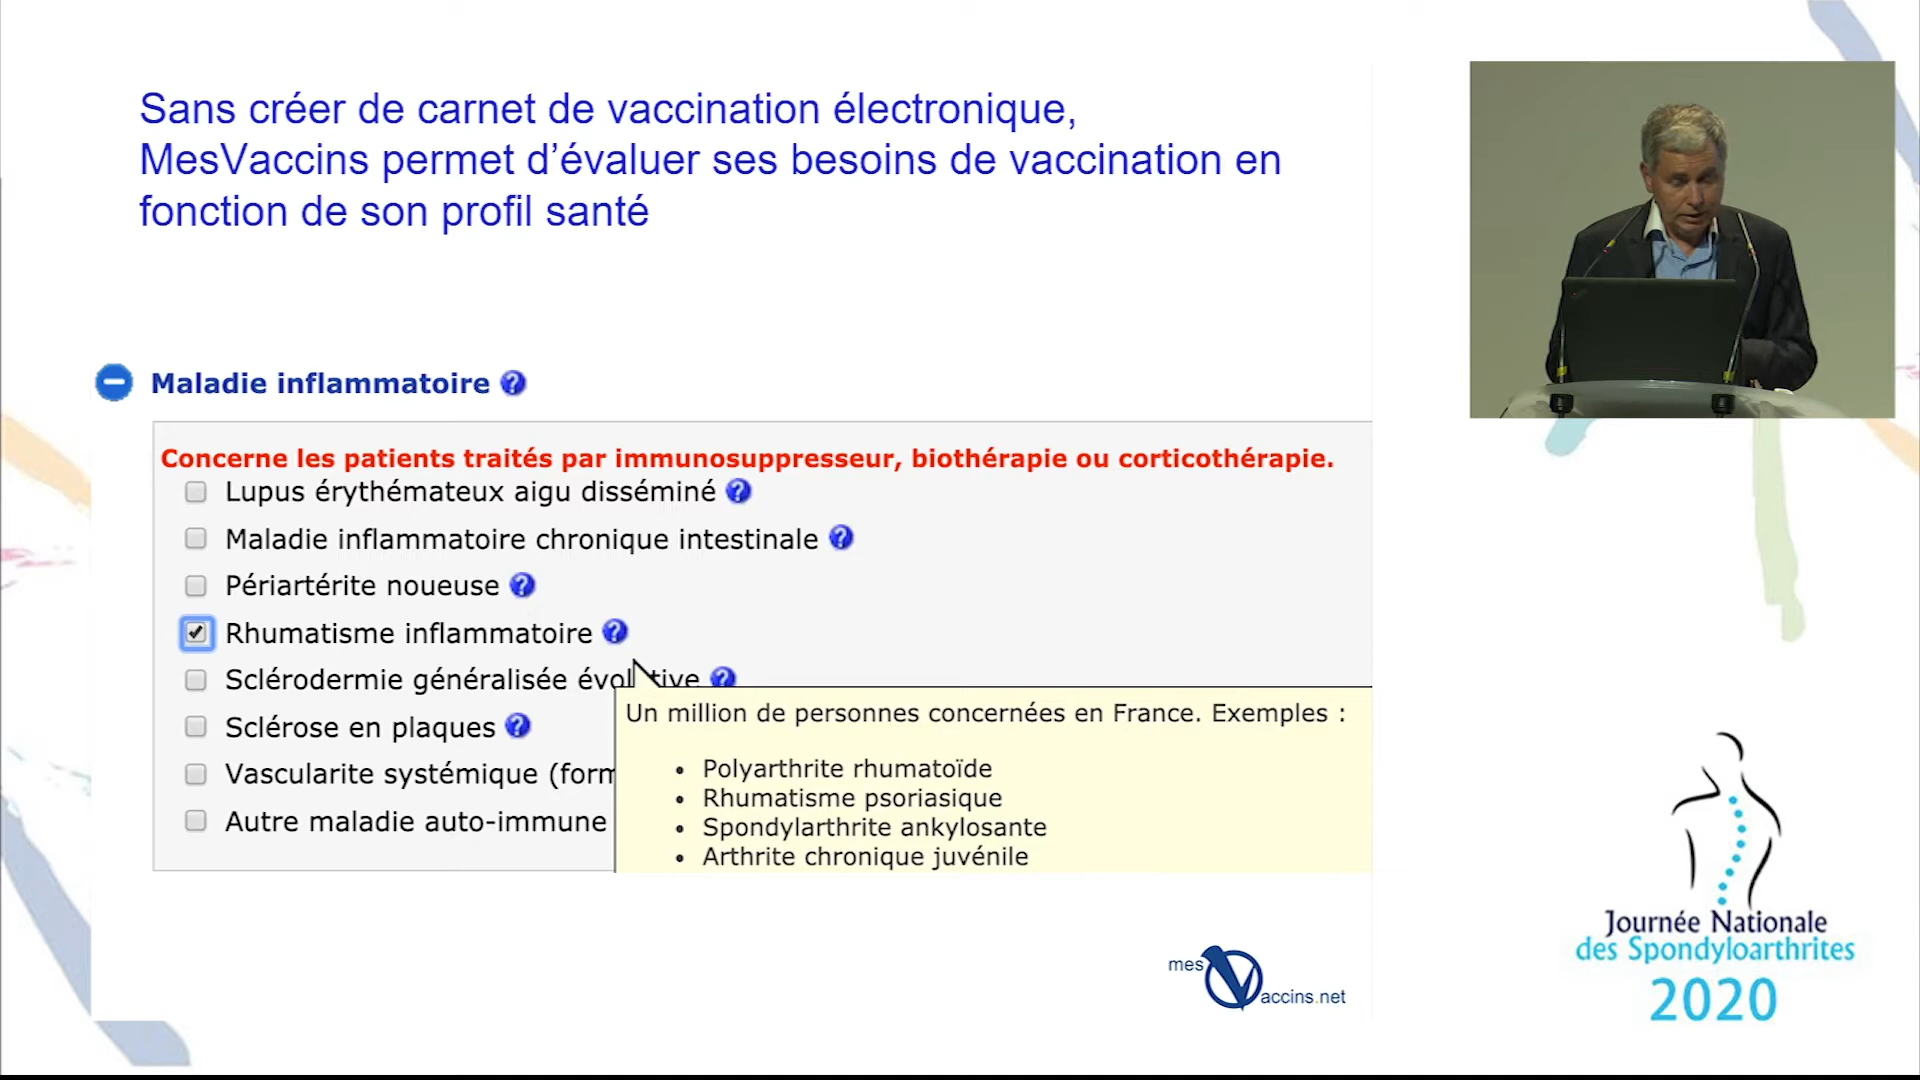 Sans créer de carnet de vaccination électronique,
MesVaccins permet d’évaluer ses besoins de vaccination en
fonction de son profil santé
Maladie inflammatoire ?
Concerne les patients traités par immunosuppresseur, biothérapie ou corticothérapie.
Lupus érythémateux aigu disséminé ?
Maladie inflammatoire chronique intestinale ?
Périartérite noueuse ?
Rhumatisme inflammatoire ?
Sclérodermie généralisée évolutive ?
Sclérose en plaques ?
Vascularite systémique (form
Autre maladie auto-immune
Un million de personnes concernées en France. Exemples :
• Polyarthrite rhumatoïde
• Rhumatisme psoriasique
• Spondylarthrite ankylosante
• Arthrite chronique juvénile
mesVaccins.net
Journée Nationale
des Spondyloarthrites
2020